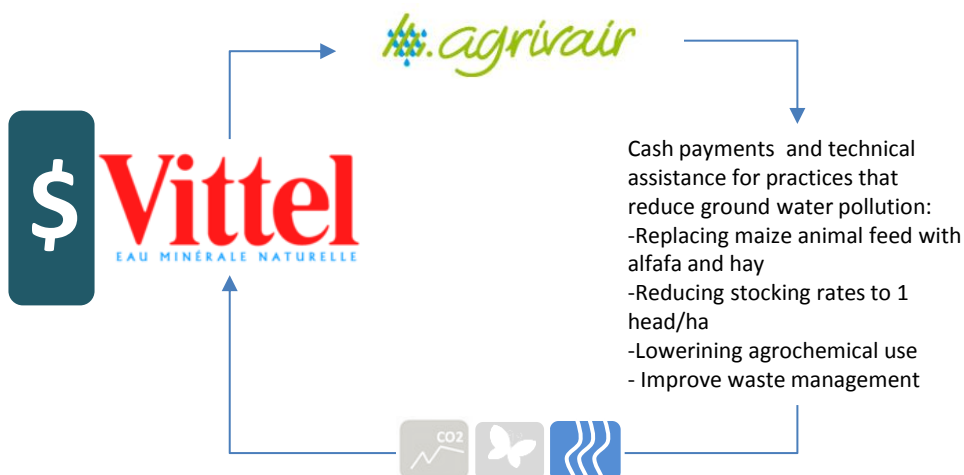 agrivair
$
Vittel
EAU MINÉRALE NATURELLE
Cash payments and technical
assistance for practices that
reduce ground water pollution:
-Replacing maize animal feed with
alfafa and hay
-Reducing stocking rates to 1
head/ha
-Lowerining agrochemical use
- Improve waste management
CO2